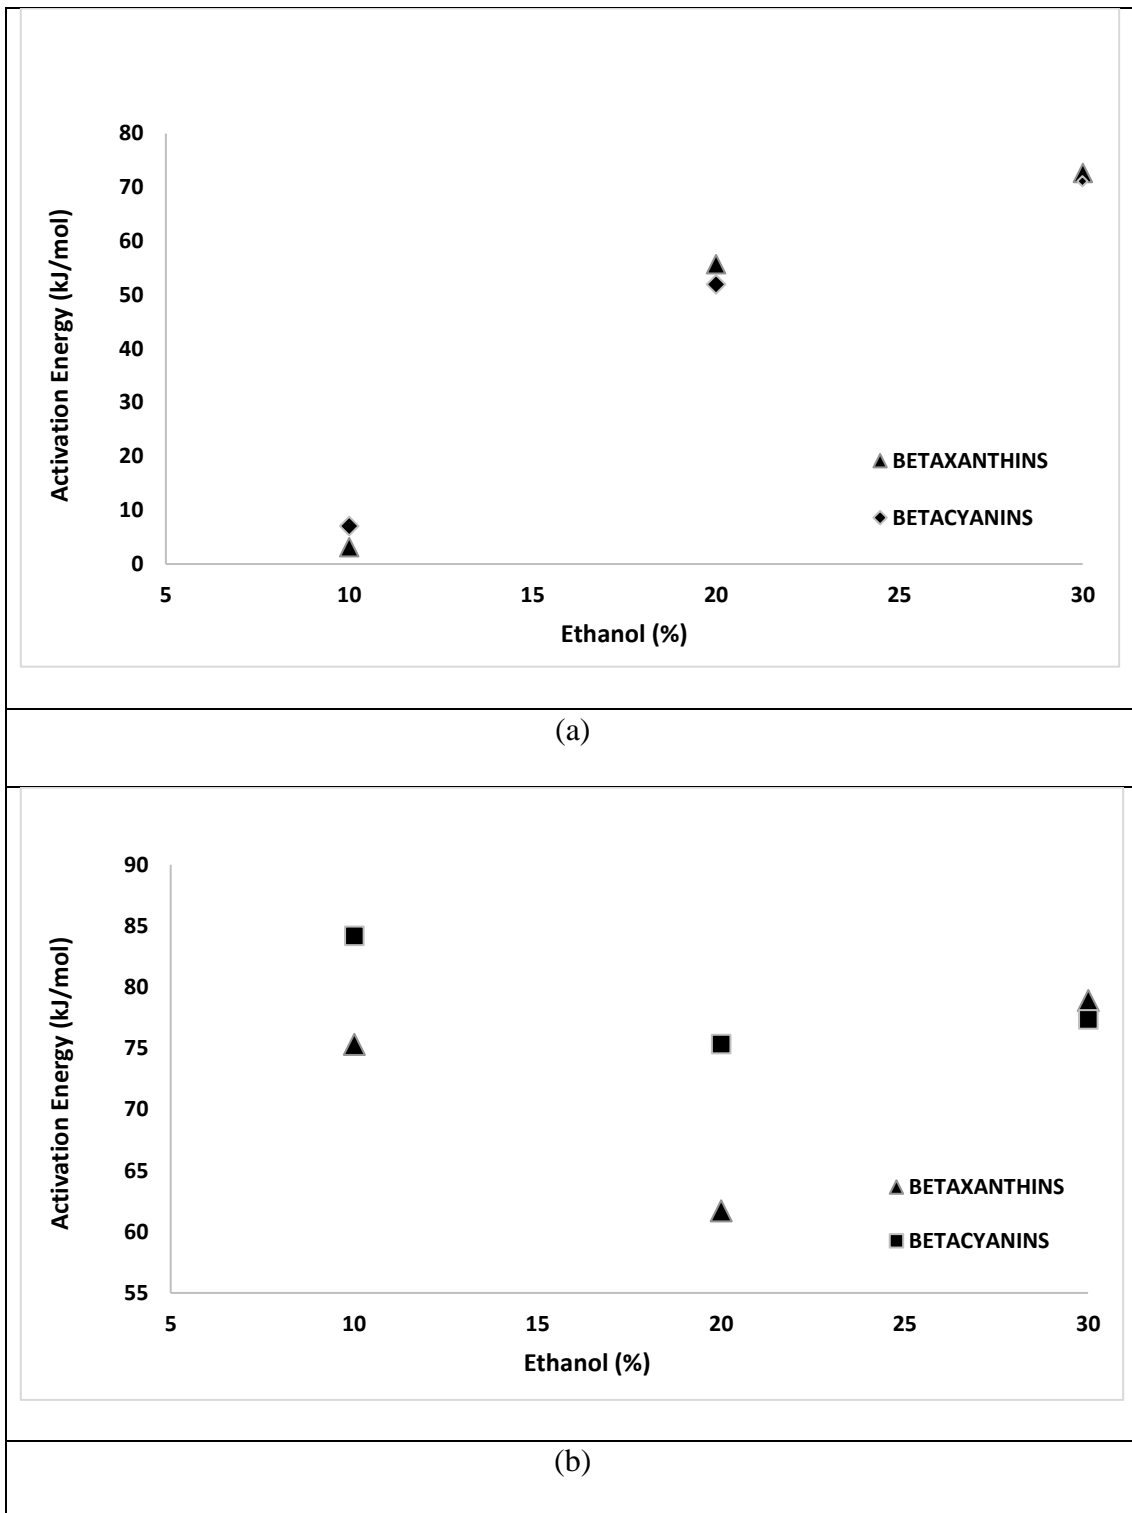 80
70
60
50
40
30
20
10
0
Activation Energy (kJ/mol)
BETAXANTHINS
BETACYANINS
5 10 15 20 25 30
Ethanol (%)
(a)
90
85
80
75
70
65
60
55
Activation Energy (kJ/mol)
BETAXANTHINS
BETACYANINS
5 10 15 20 25 30
Ethanol (%)
(b)